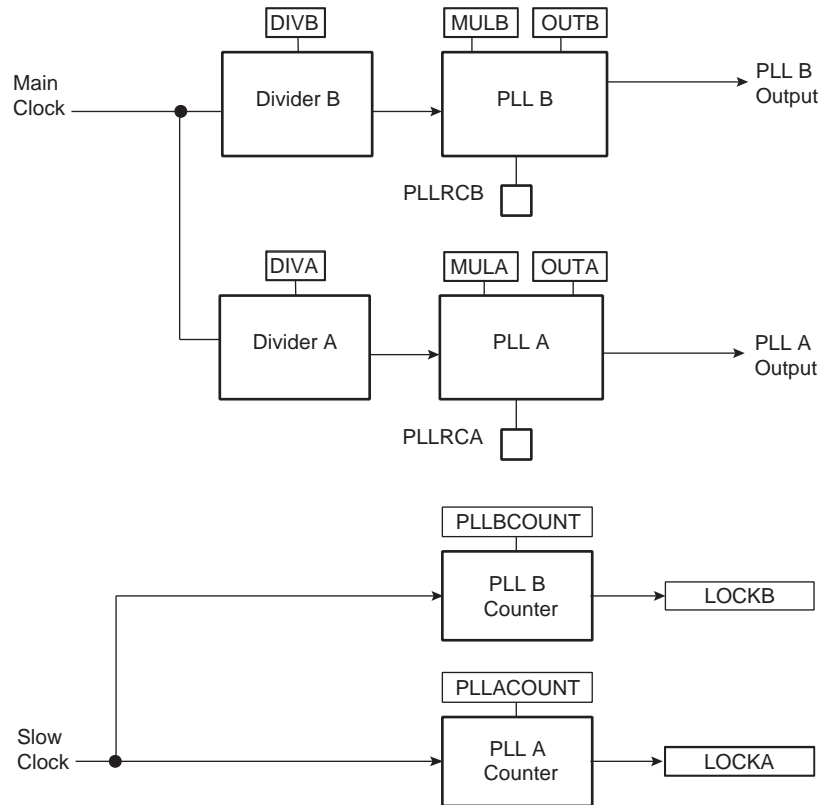 DIVB
MULB
OUTB
Main
Clock
Divider B
PLL B
PLL B
Output
PLLRCB
DIVA
MULA
OUTA
Divider A
PLL A
PLL A
Output
PLLRCA
PLLBCOUNT
PLL B
Counter
LOCKB
PLLACOUNT
Slow
Clock
PLL A
Counter
LOCKA